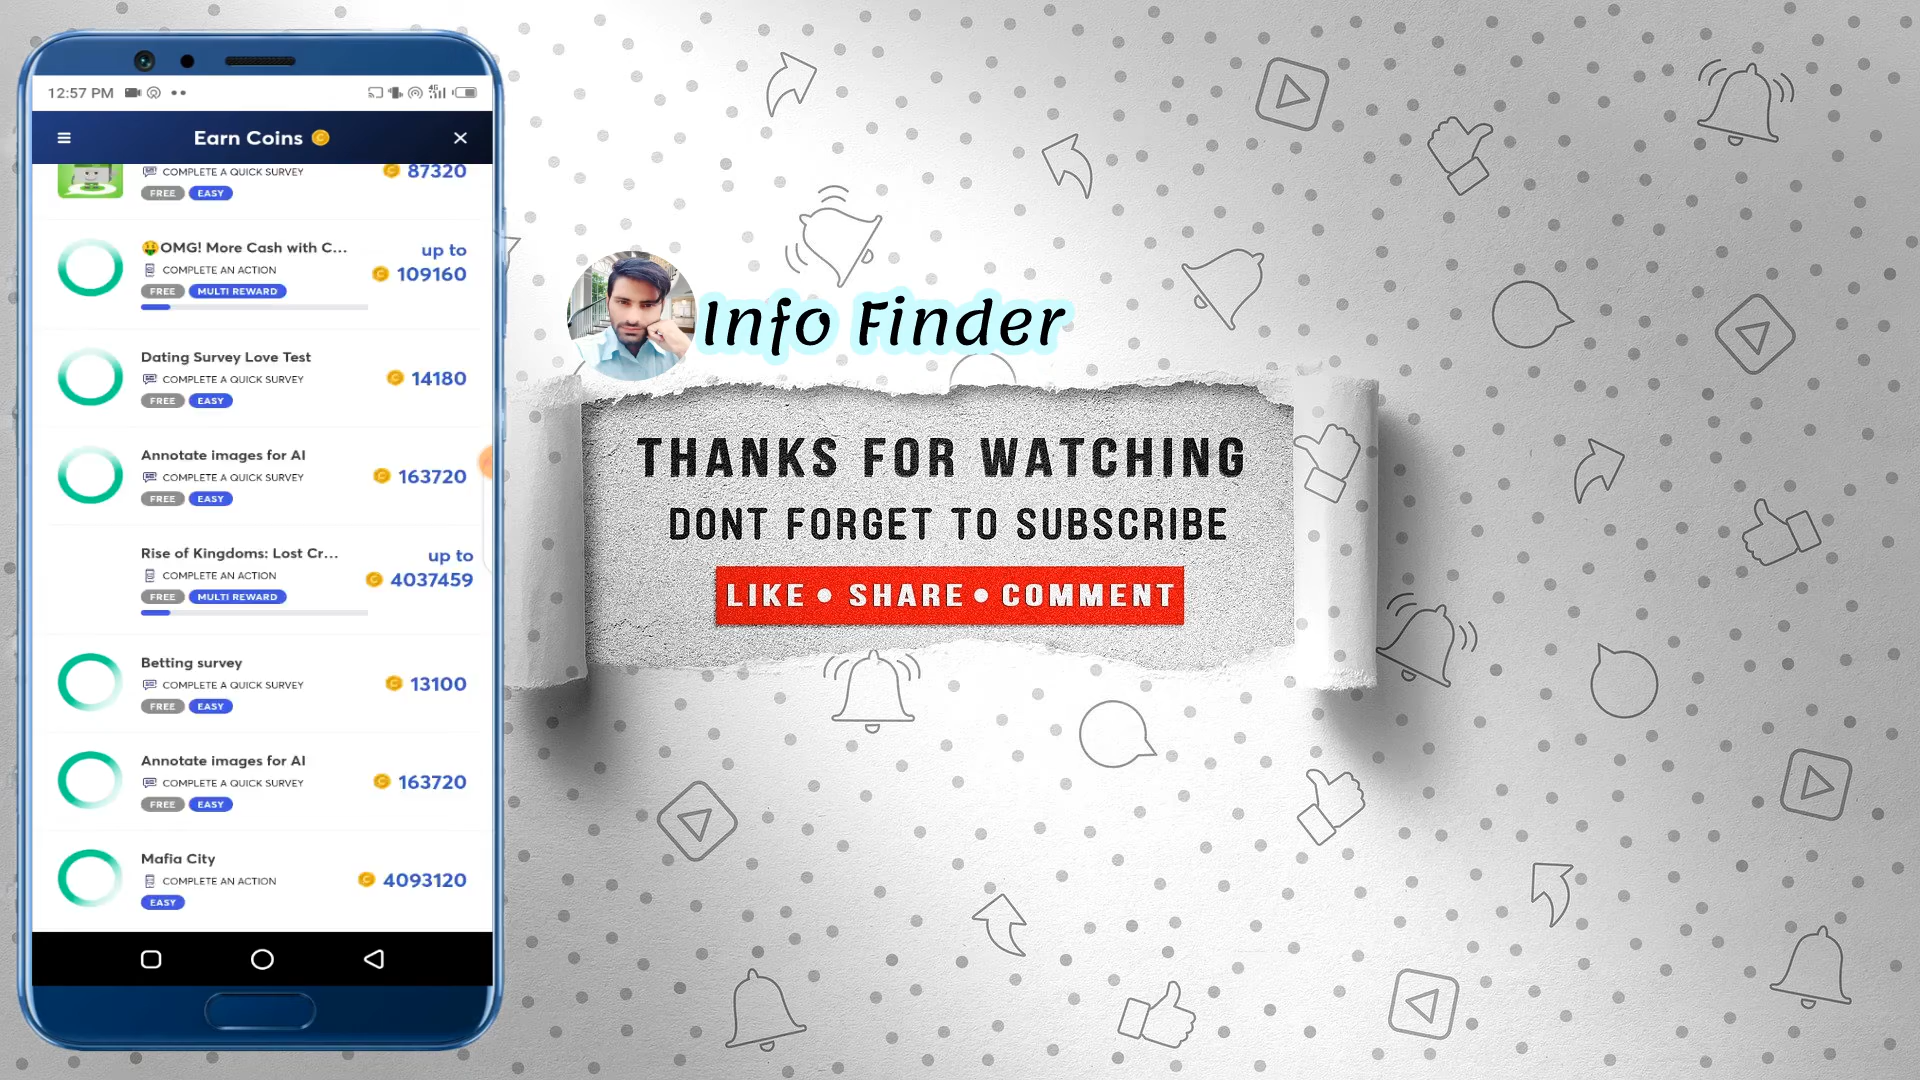 12:57 PM
Earn Coins
COMPLETE A QUICK SURVEY
87320
FREE EASY
OMG! More Cash with C...
up to
COMPLETE AN ACTION
109160
FREE MULTI REWARD
Dating Survey Love Test
COMPLETE A QUICK SURVEY
14180
FREE EASY
Annotate images for AI
COMPLETE A QUICK SURVEY
163720
FREE EASY
Rise of Kingdoms: Lost Cr...
up to
COMPLETE AN ACTION
4037459
FREE MULTI REWARD
Betting survey
COMPLETE A QUICK SURVEY
13100
FREE EASY
Annotate images for AI
COMPLETE A QUICK SURVEY
163720
FREE EASY
Mafia City
COMPLETE AN ACTION
4093120
EASY
Info Finder
THANKS FOR WATCHING
DONT FORGET TO SUBSCRIBE
LIKE • SHARE • COMMENT